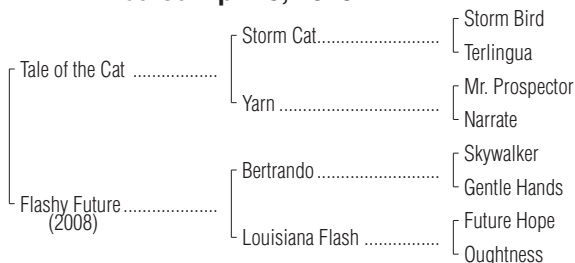 Storm Bird
Storm Cat........................................
Terlingua
Tale of the Cat ..................
Mr. Prospector
Yarn ..................................................
Narrate
Skywalker
Bertrando.......................................
Gentle Hands
Flashy Future....................
(2008)
Future Hope
Louisiana Flash ........................
Oughtness